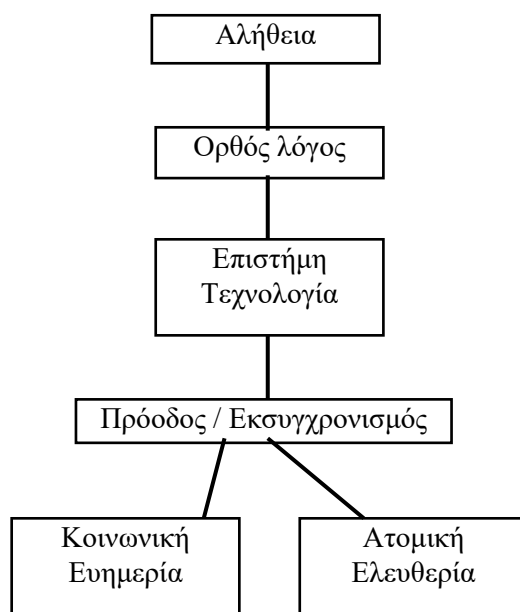 Αλήθεια
Ορθός λόγος
Επιστήμη
Τεχνολογία
Πρόοδος / Εκσυγχρονισμός
Κοινωνική
Ευημερία
Ατομική
Ελευθερία